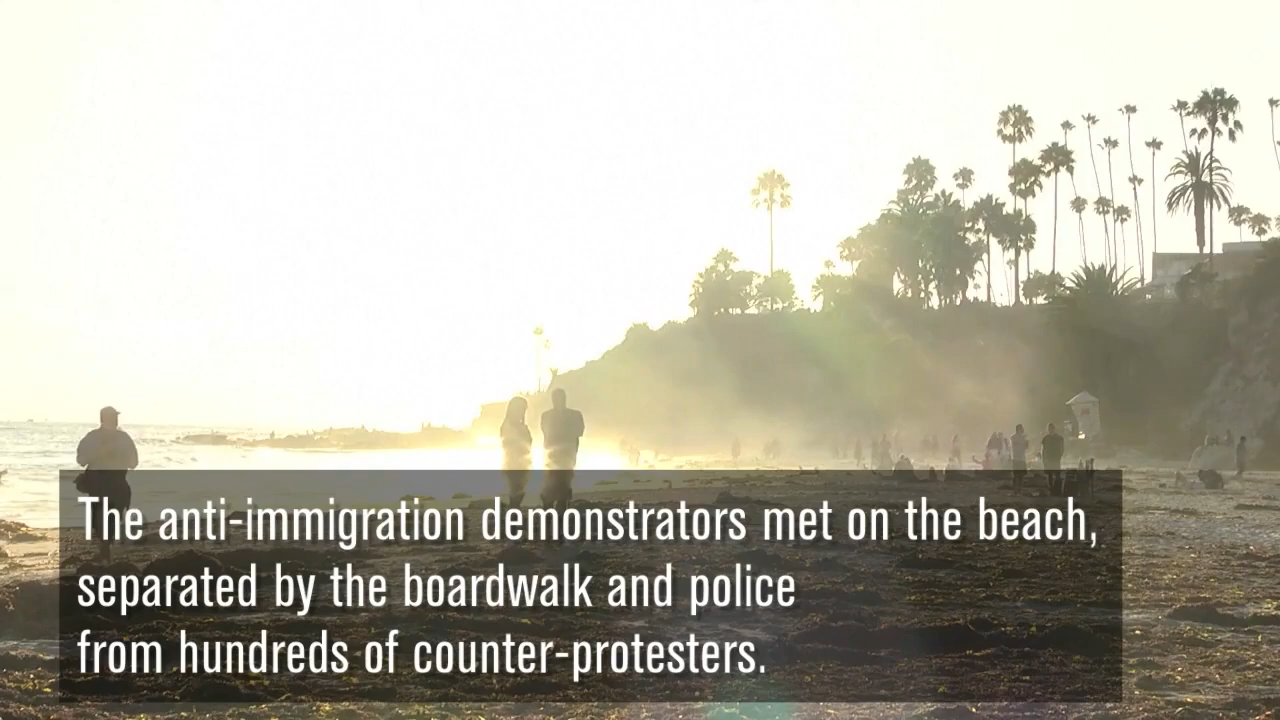 The anti-immigration demonstrators met on the beach,
separated by the boardwalk and police
from hundreds of counter-protesters.